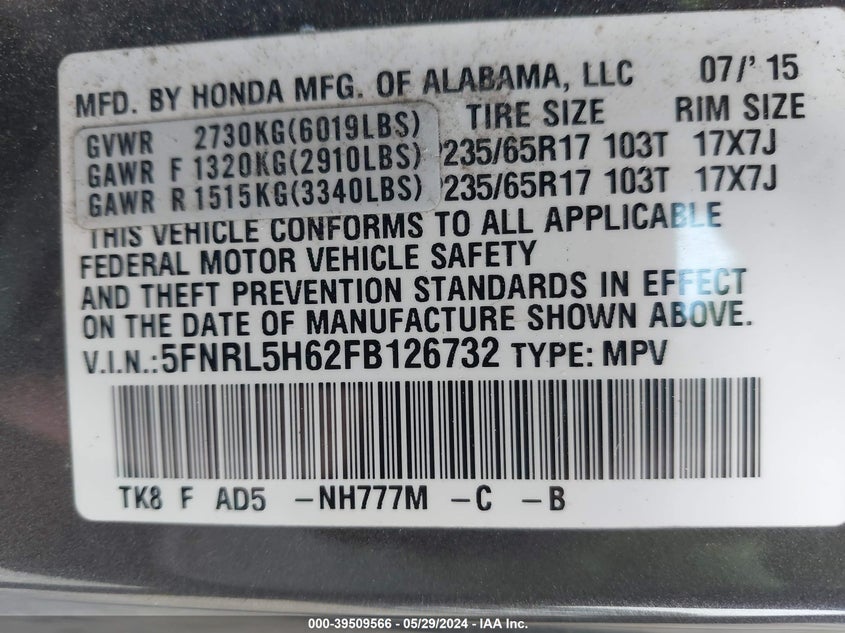 MFD. BY HONDA MFG. OF ALABAMA, LLC 07/' 15
TIRE SIZE RIM SIZE
GVWR 2730KG(6019LBS)
GAWR F 1320KG(2910LBS) P235/65R17 103T 17X7J
GAWR R 1515KG(3340LBS) P235/65R17 103T 17X7J
THIS VEHICLE CONFORMS TO ALL APPLICABLE
FEDERAL MOTOR VEHICLE SAFETY
AND THEFT PREVENTION STANDARDS IN EFFECT
ON THE DATE OF MANUFACTURE SHOWN ABOVE.
V.I.N.:5FNRL5H62FB126732 TYPE: MPV
TK8 F AD5 -NH777M -C -B
000-39509566 - 05/29/2024 - IAA Inc.